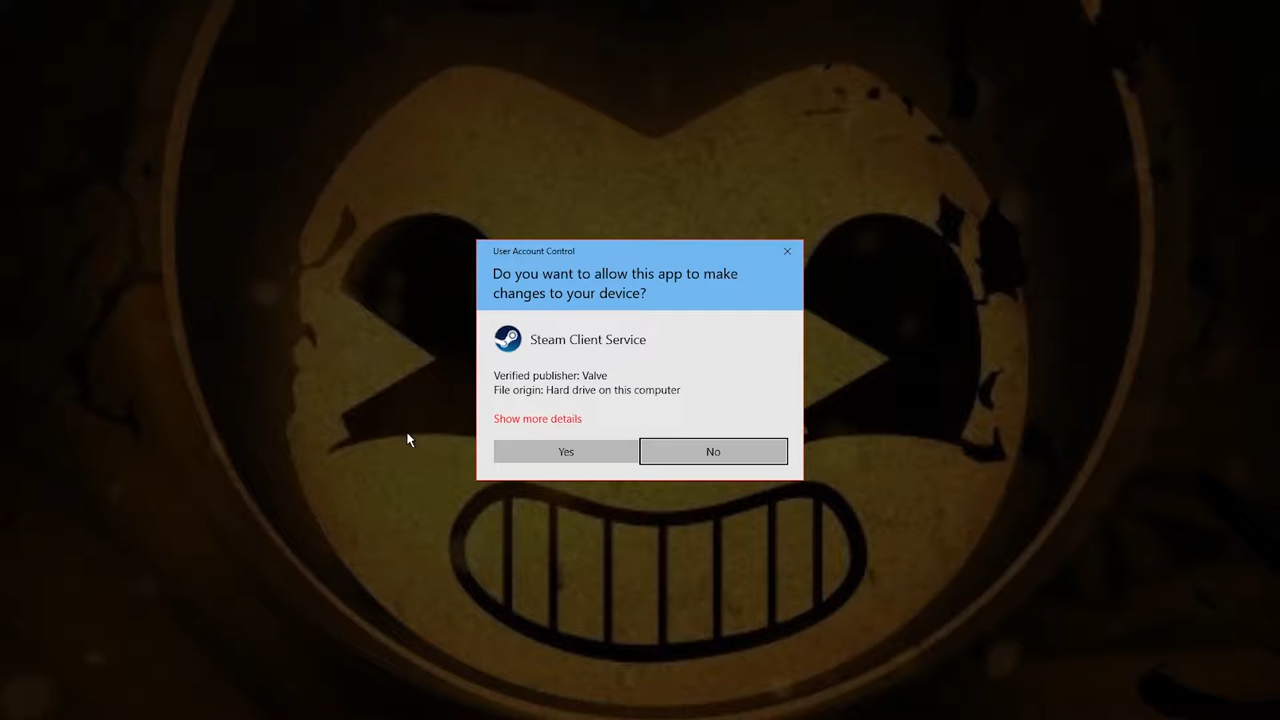 User Account Control
Do you want to allow this app to make
changes to your device?
Steam Client Service
Verified publisher: Valve
File origin: Hard drive on this computer
Show more details
Yes
No